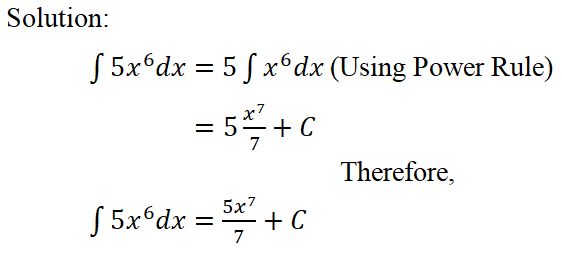 Solution:
∫ 5x⁶dx = 5 ∫ x⁶dx (Using Power Rule)
= 5 x⁷/7 + C
Therefore,
∫ 5x⁶dx = 5x⁷/7 + C